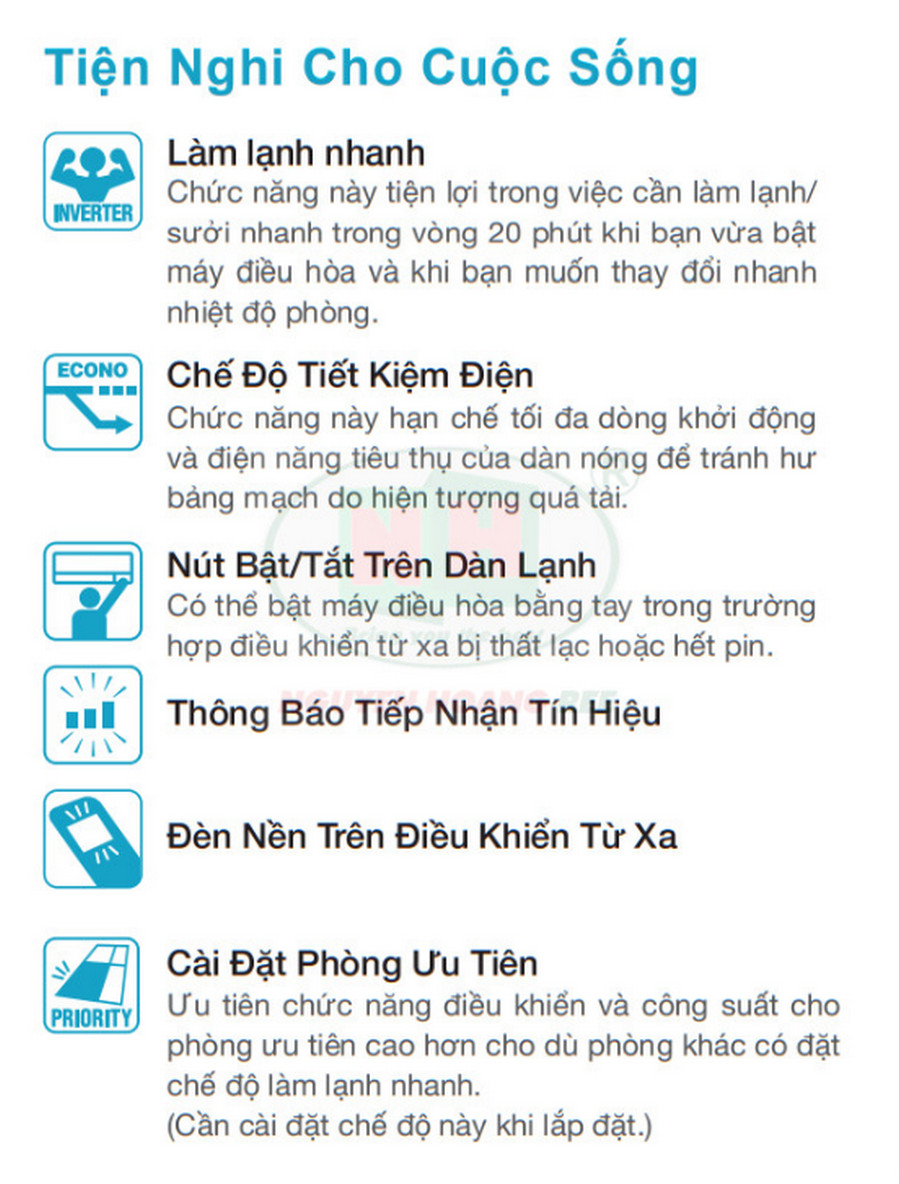 Tiện Nghi Cho Cuộc Sống
INVERTER
Làm lạnh nhanh
Chức năng này tiện lợi trong việc cần làm lạnh/
sưởi nhanh trong vòng 20 phút khi bạn vừa bật
máy điều hòa và khi bạn muốn thay đổi nhanh
nhiệt độ phòng.
ECONO
Chế Độ Tiết Kiệm Điện
Chức năng này hạn chế tối đa dòng khởi động
và điện năng tiêu thụ của dàn nóng để tránh hư
bảng mạch do hiện tượng quá tải.
®
NH
Nút Bật/Tắt Trên Dàn Lạnh
Có thể bật máy điều hòa bằng tay trong trường
hợp điều khiển từ xa bị thất lạc hoặc hết pin.
NGUYEN HOANG REE
Thông Báo Tiếp Nhận Tín Hiệu
Đèn Nền Trên Điều Khiển Từ Xa
PRIORITY
Cài Đặt Phòng Ưu Tiên
Ưu tiên chức năng điều khiển và công suất cho
phòng ưu tiên cao hơn cho dù phòng khác có đặt
chế độ làm lạnh nhanh.
(Cần cài đặt chế độ này khi lắp đặt.)